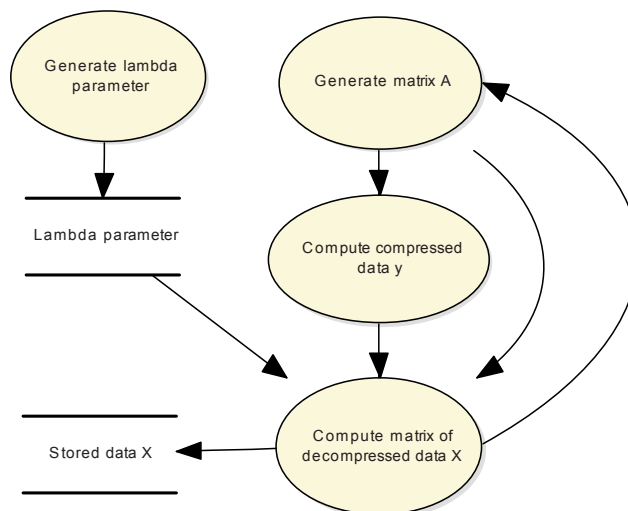 Generate lambda
parameter
Generate matrix A
Lambda parameter
Compute compressed
data y
Stored data X
Compute matrix of
decompressed data X